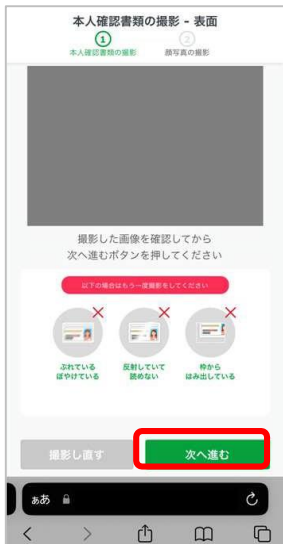 本人確認書類の撮影 - 表面
1 2
本人確認書類の撮影 顔写真の撮影
撮影した画像を確認してから
次へ進むボタンを押してください
以下の場合はもう一度撮影をしてください
ぶれている 反射していて 枠から
ぼやけている 読めない はみ出している
撮影し直す 次へ進む
ああ